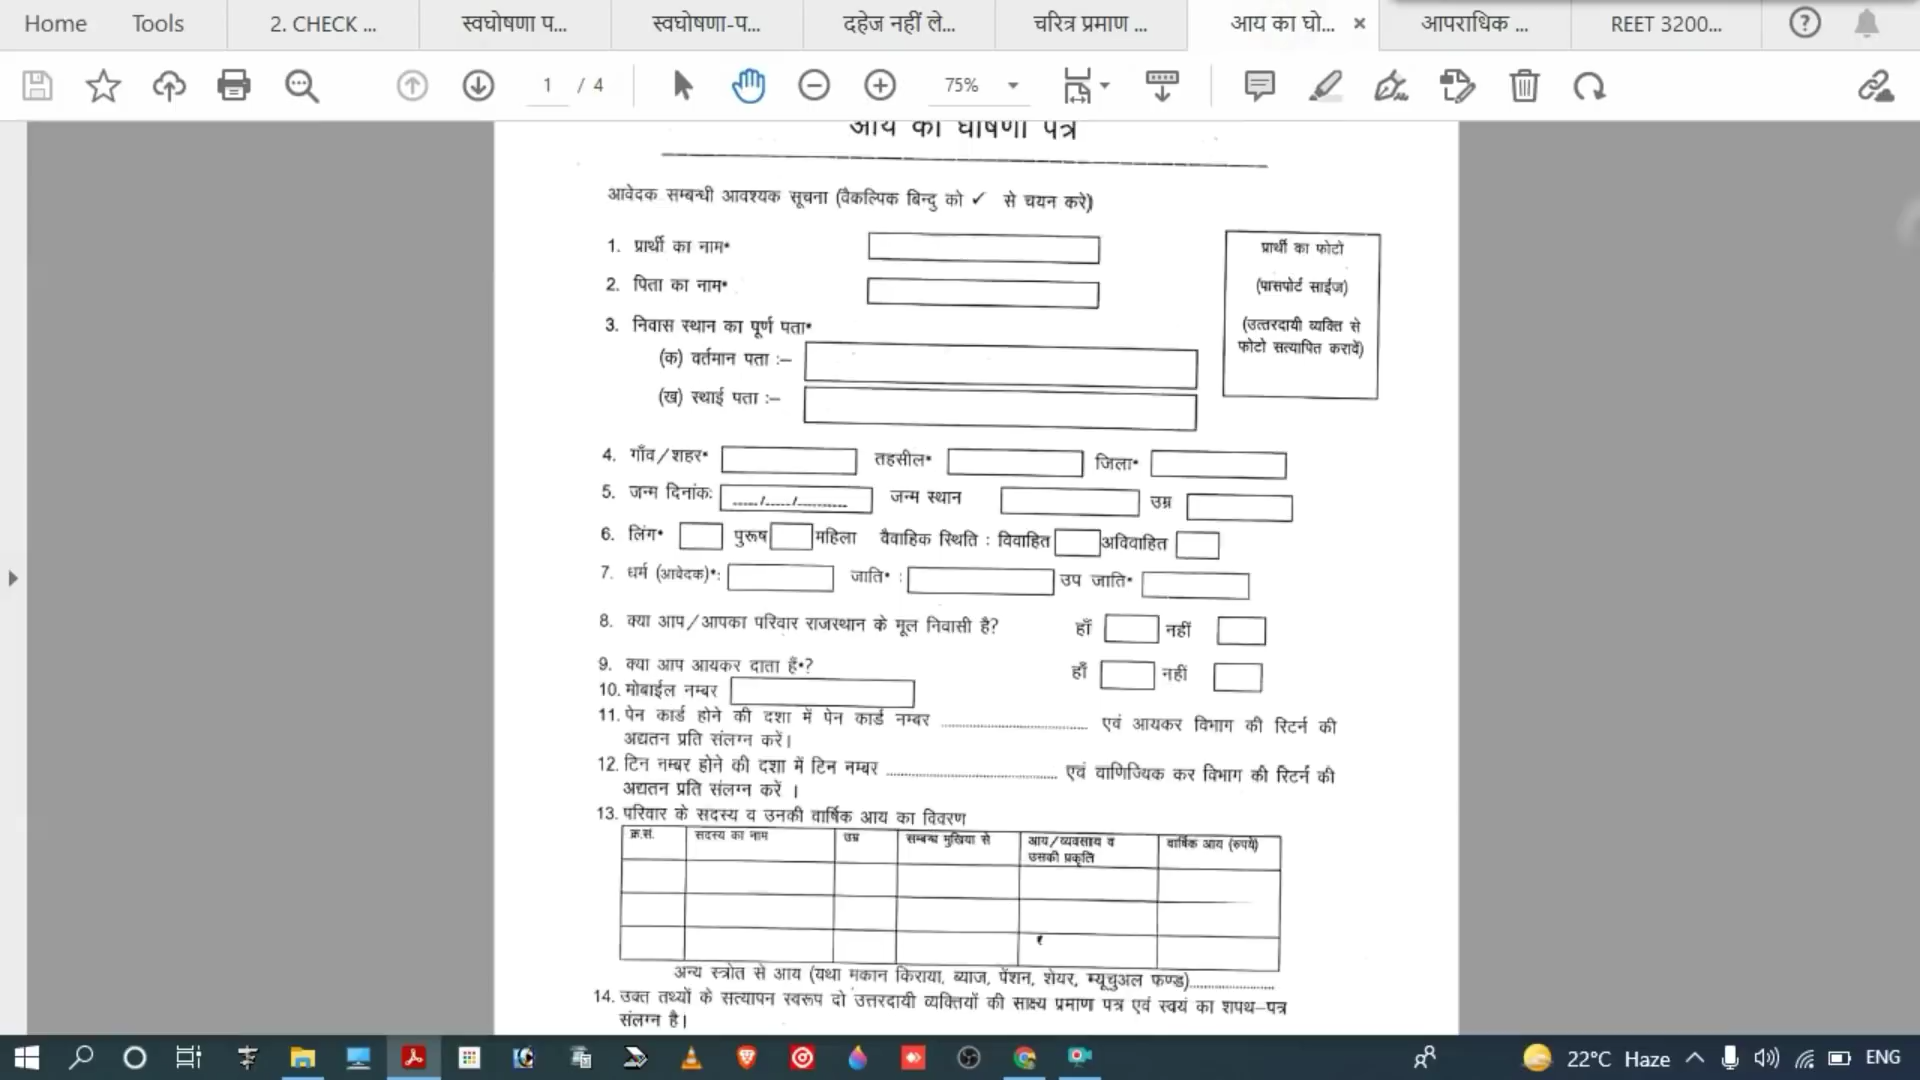 Home Tools 2. CHECK ... स्वघोषणा प... स्वघोषणा-प... दहेज नहीं ले... चरित्र प्रमाण ... आय का घो... × आपराधिक ... REET 3200...
1 / 4 75%
आय का घोषणा पत्र
आवेदक सम्बन्धी आवश्यक सूचना (वैकल्पिक बिन्दु को ✓ से चयन करे)
1. प्रार्थी का नाम*
प्रार्थी का फोटो
2. पिता का नाम*
(पासपोर्ट साईज)
3. निवास स्थान का पूर्ण पता*
(उत्तरदायी व्यक्ति से
फोटो सत्यापित करावें)
(क) वर्तमान पता :–
(ख) स्थाई पता :–
4. गाँव/शहर* तहसील* जिला*
5. जन्म दिनांक: ...../...../.......... जन्म स्थान उम्र
6. लिंग* पुरूष महिला वैवाहिक स्थिति : विवाहित अविवाहित
7. धर्म (आवेदक)*: जाति* : उप जाति*
8. क्या आप/आपका परिवार राजस्थान के मूल निवासी है? हाँ नहीं
9. क्या आप आयकर दाता हैं*? हाँ नहीं
10. मोबाईल नम्बर
11. पेन कार्ड होने की दशा में पेन कार्ड नम्बर .............................. एवं आयकर विभाग की रिटर्न की
अद्यतन प्रति संलग्न करें।
12. टिन नम्बर होने की दशा में टिन नम्बर .............................. एवं वाणिज्यिक कर विभाग की रिटर्न की
अद्यतन प्रति संलग्न करें ।
13. परिवार के सदस्य व उनकी वार्षिक आय का विवरण
क्र.सं. सदस्य का नाम उम्र सम्बन्ध मुखिया से आय/व्यवसाय व वार्षिक आय (रुपये)
उसकी प्रकृति
अन्य स्त्रोत से आय (यथा मकान किराया, ब्याज, पेंशन, शेयर, म्यूचुअल फण्ड)..................
14. उक्त तथ्यों के सत्यापन स्वरूप दो उत्तरदायी व्यक्तियों की साक्ष्य प्रमाण पत्र एवं स्वयं का शपथ–पत्र
संलग्न है।
22°C Haze ENG